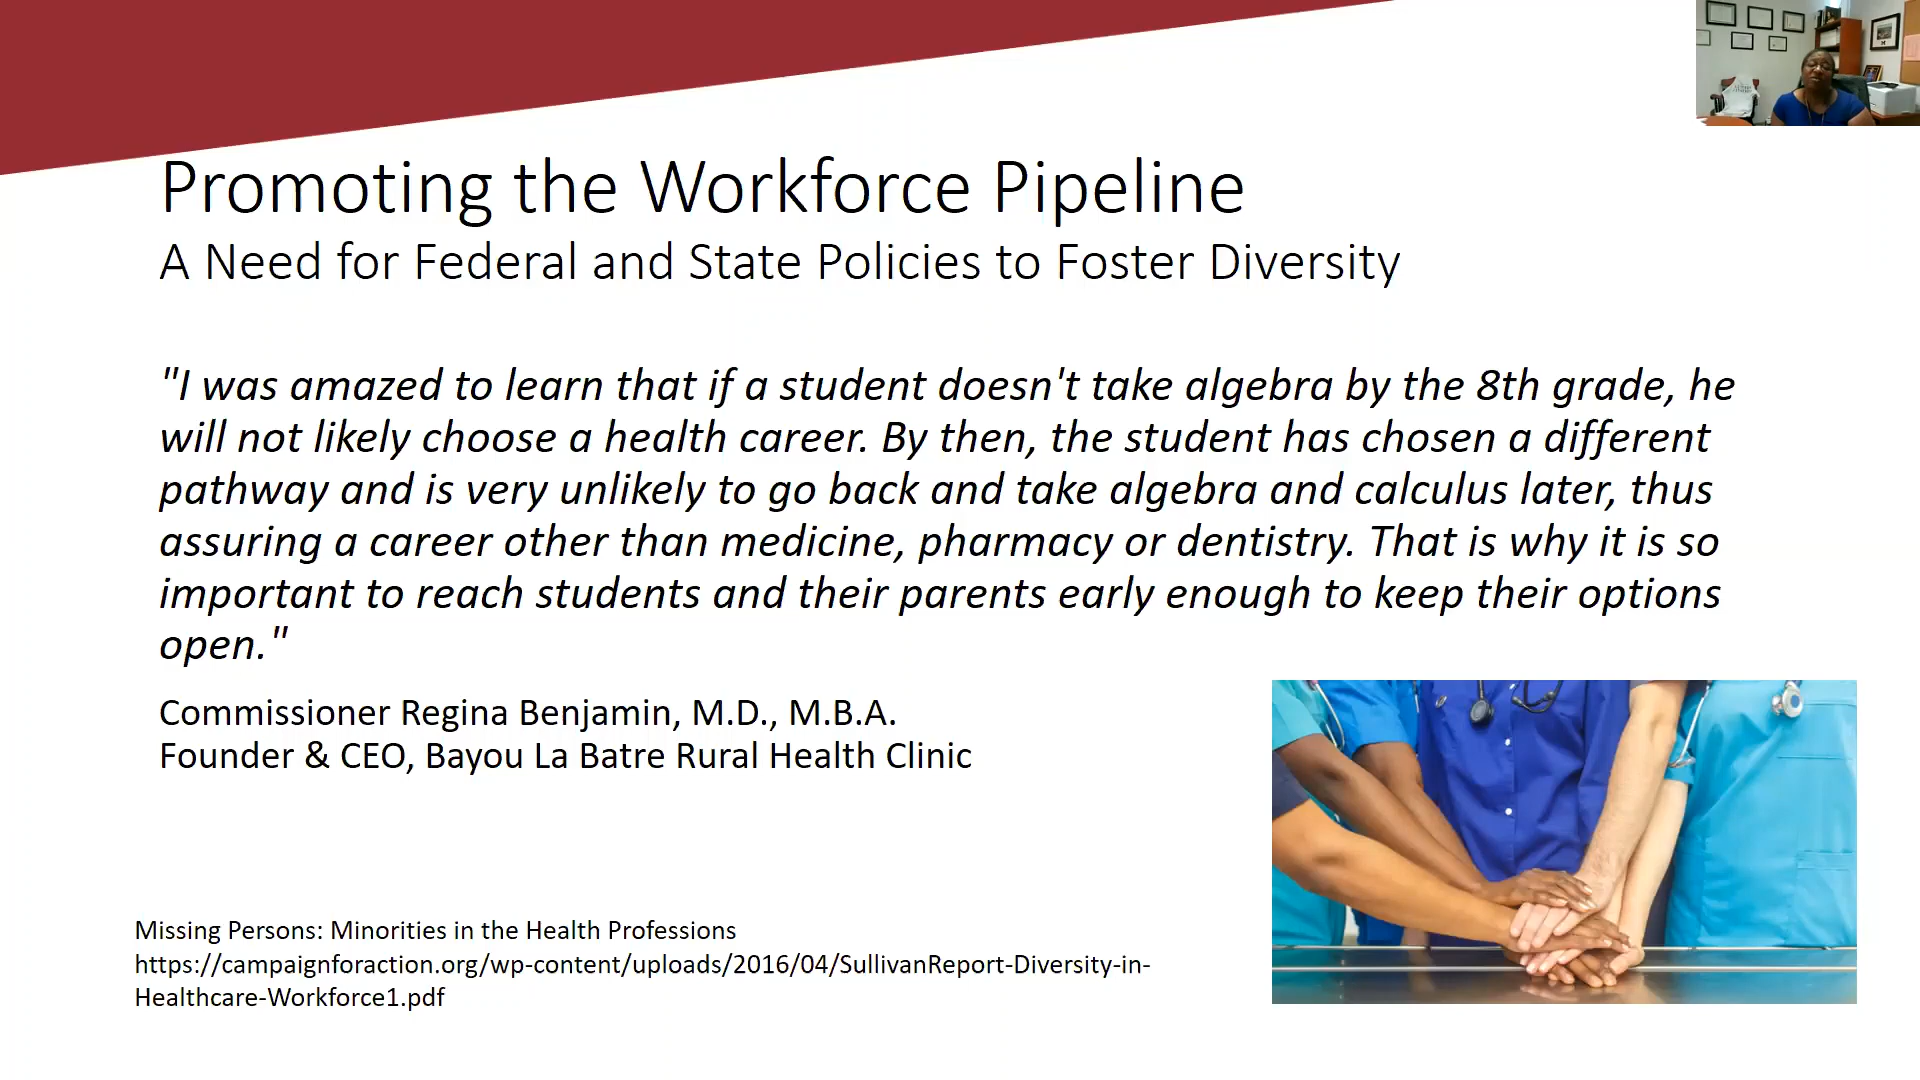 Promoting the Workforce Pipeline
A Need for Federal and State Policies to Foster Diversity
"I was amazed to learn that if a student doesn't take algebra by the 8th grade, he
will not likely choose a health career. By then, the student has chosen a different
pathway and is very unlikely to go back and take algebra and calculus later, thus
assuring a career other than medicine, pharmacy or dentistry. That is why it is so
important to reach students and their parents early enough to keep their options
open."
Commissioner Regina Benjamin, M.D., M.B.A.
Founder & CEO, Bayou La Batre Rural Health Clinic
Missing Persons: Minorities in the Health Professions
https://campaignforaction.org/wp-content/uploads/2016/04/SullivanReport-Diversity-in-
Healthcare-Workforce1.pdf